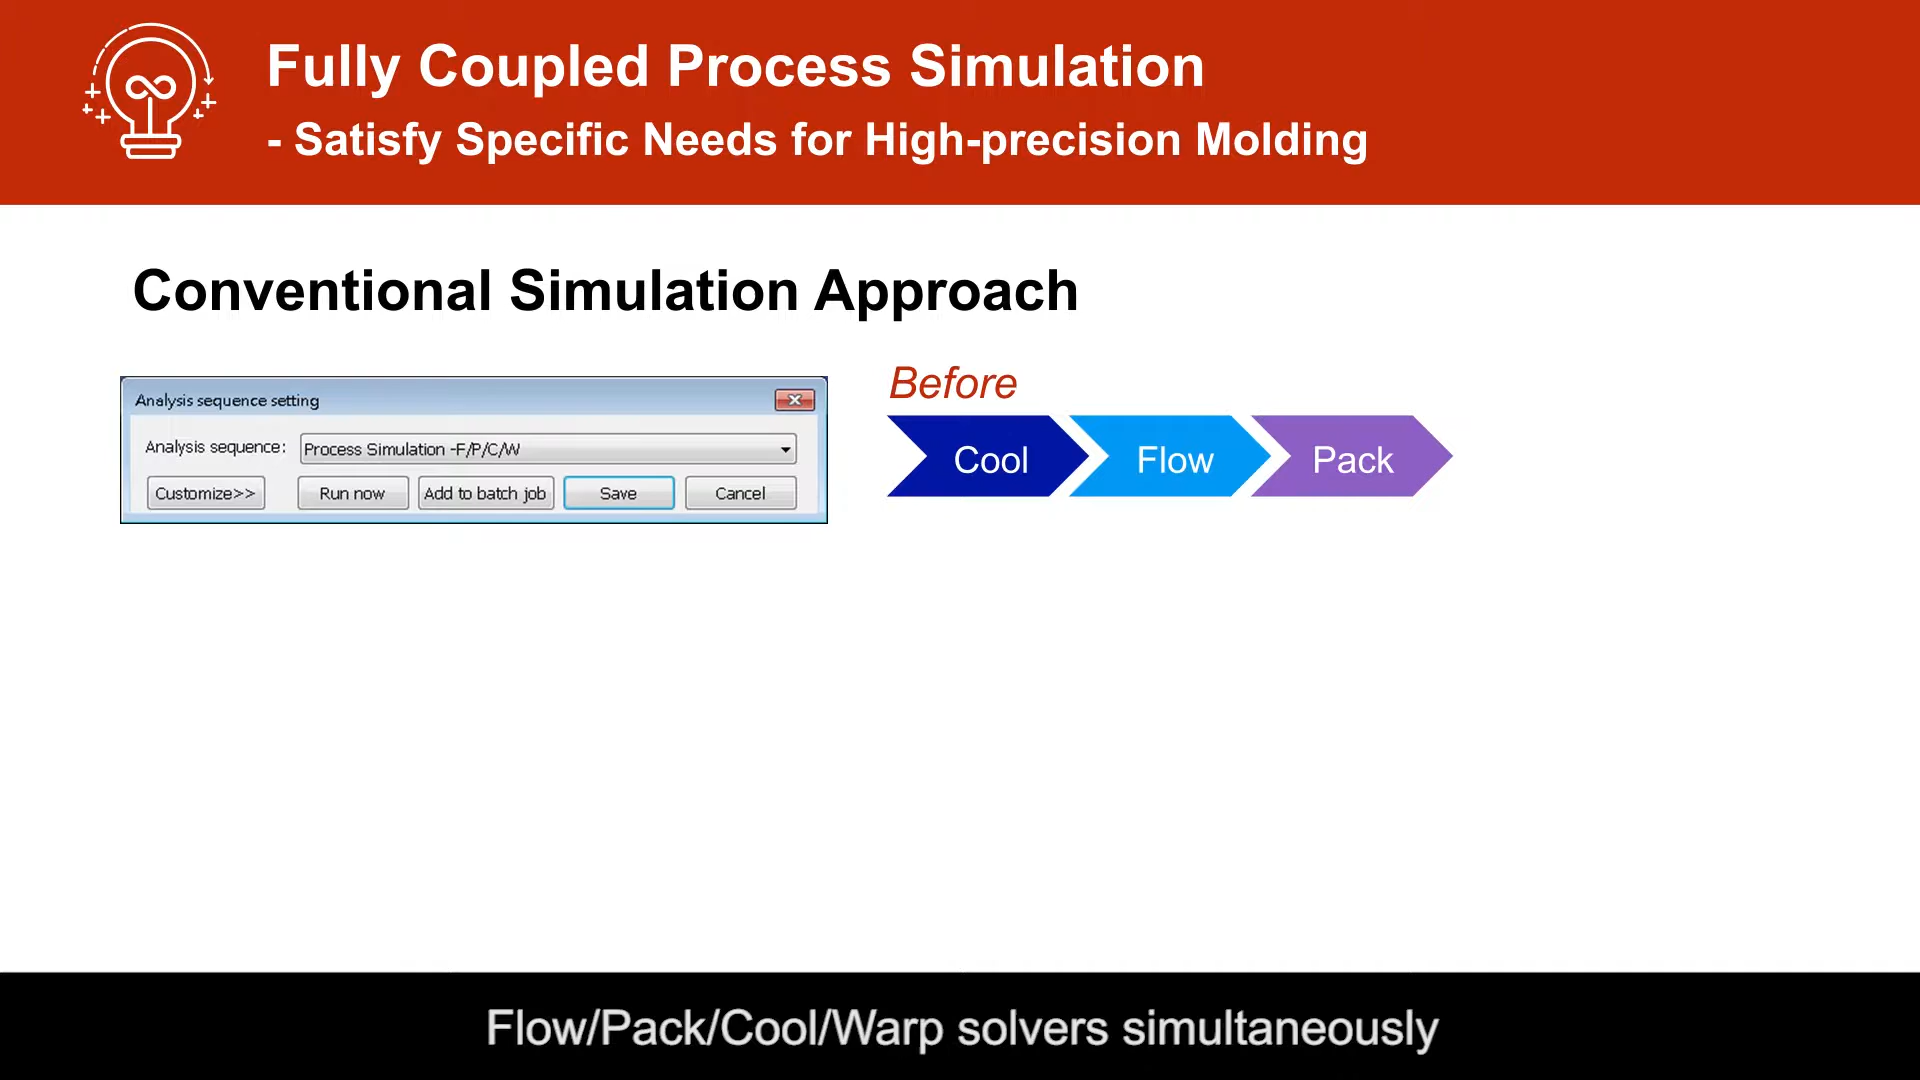 Fully Coupled Process Simulation
- Satisfy Specific Needs for High-precision Molding
Conventional Simulation Approach
Analysis sequence setting
Analysis sequence: Process Simulation -F/P/C/W
Customize>> Run now Add to batch job Save Cancel
Before
Cool Flow Pack
Flow/Pack/Cool/Warp solvers simultaneously